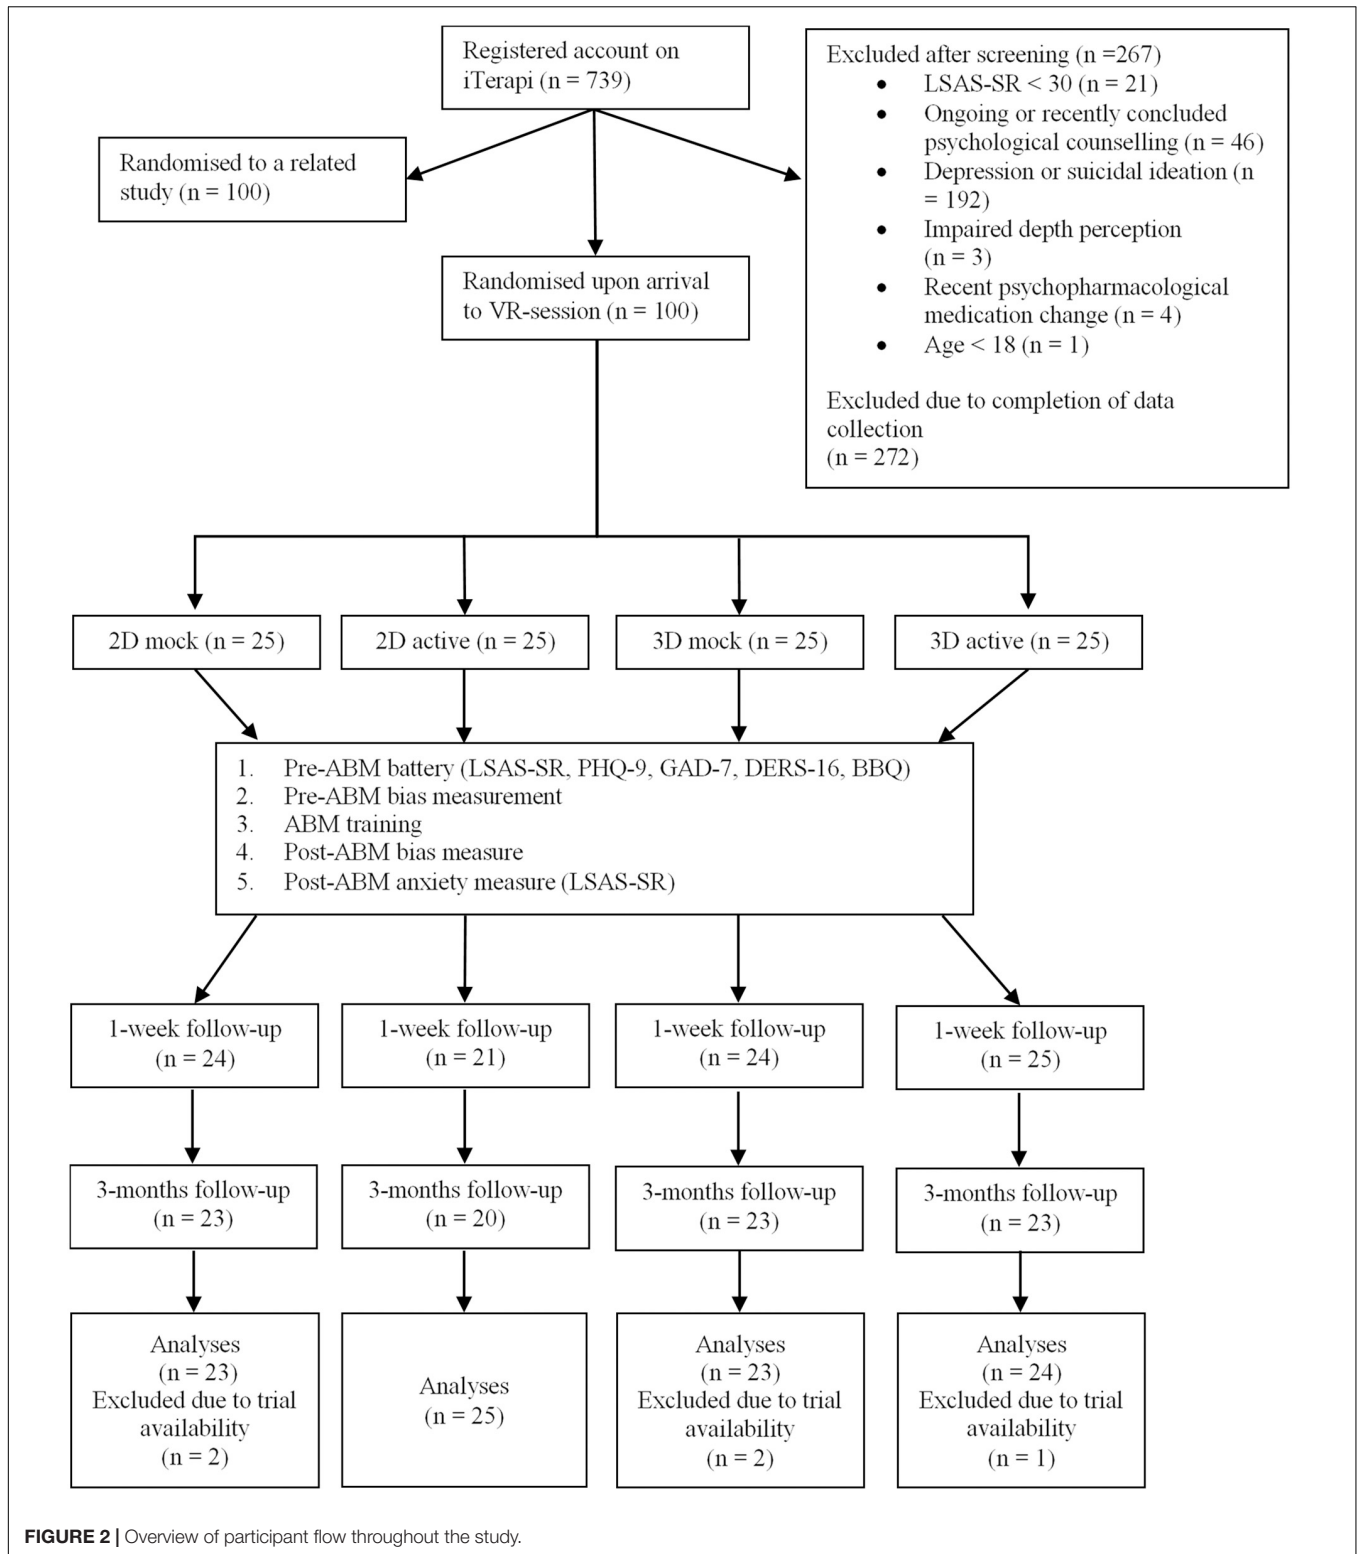 Registered account on
iTerapi (n = 739)
Excluded after screening (n =267)
• LSAS-SR < 30 (n = 21)
• Ongoing or recently concluded
psychological counselling (n = 46)
• Depression or suicidal ideation (n
= 192)
• Impaired depth perception
(n = 3)
• Recent psychopharmacological
medication change (n = 4)
• Age < 18 (n = 1)
Excluded due to completion of data
collection
(n = 272)
Randomised to a related
study (n = 100)
Randomised upon arrival
to VR-session (n = 100)
2D mock (n = 25)
2D active (n = 25)
3D mock (n = 25)
3D active (n = 25)
1. Pre-ABM battery (LSAS-SR, PHQ-9, GAD-7, DERS-16, BBQ)
2. Pre-ABM bias measurement
3. ABM training
4. Post-ABM bias measure
5. Post-ABM anxiety measure (LSAS-SR)
1-week follow-up
(n = 24)
1-week follow-up
(n = 21)
1-week follow-up
(n = 24)
1-week follow-up
(n = 25)
3-months follow-up
(n = 23)
3-months follow-up
(n = 20)
3-months follow-up
(n = 23)
3-months follow-up
(n = 23)
Analyses
(n = 23)
Excluded due to trial
availability
(n = 2)
Analyses
(n = 25)
Analyses
(n = 23)
Excluded due to trial
availability
(n = 2)
Analyses
(n = 24)
Excluded due to trial
availability
(n = 1)
FIGURE 2 | Overview of participant flow throughout the study.